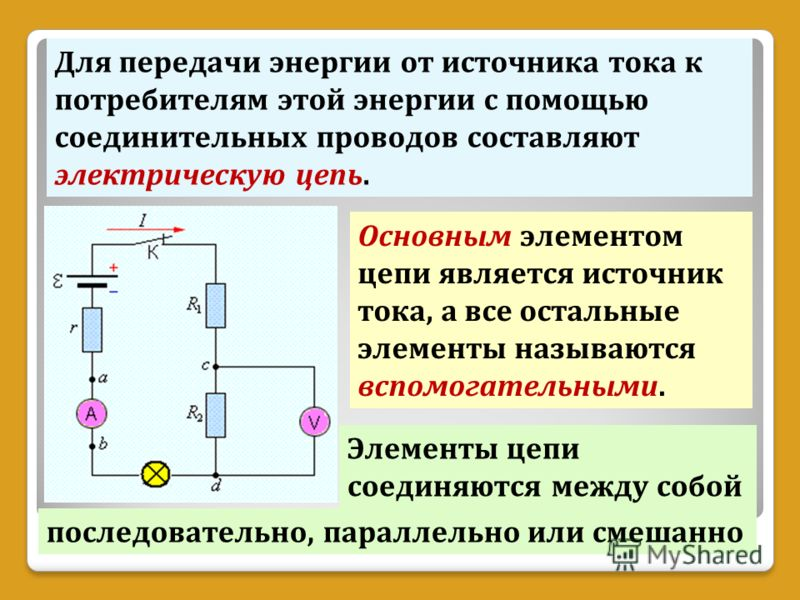 Для передачи энергии от источника тока к
потребителям этой энергии с помощью
соединительных проводов составляют
электрическую цепь.
I
K
+
ℰ
–
r
R1
a
c
A
R2
V
b
d
Основным элементом
цепи является источник
тока, а все остальные
элементы называются
вспомогательными.
Элементы цепи
соединяются между собой
последовательно, параллельно или смешанно
MyShared